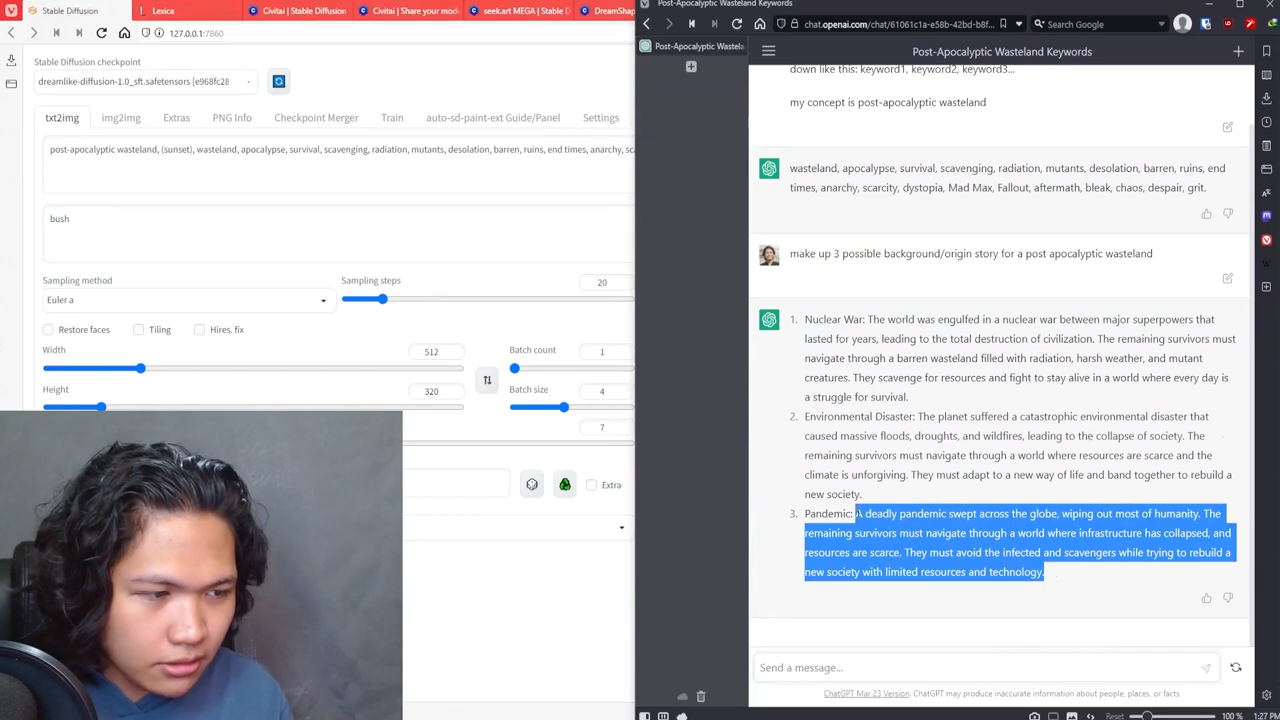 Stable Diffusion
Lexica
Civitai | Stable Diffusion
Civitai | Share your mode
seek.art MEGA | Stable D
DreamShap
127.0.0.1:7860
Stable Diffusion checkpoint
dreamlike-diffusion-1.0_sft.safetensors [e968fc28
txt2img
img2img
Extras
PNG Info
Checkpoint Merger
Train
auto-sd-paint-ext Guide/Panel
Settings
post-apocalyptic wasteland, (sunset), wasteland, apocalypse, survival, scavenging, radiation, mutants, desolation, barren, ruins, end times, anarchy, sca
bush
Sampling method
Sampling steps
20
Euler a
Restore faces
Tiling
Hires. fix
Width
512
Batch count
1
Height
320
Batch size
4
7
Extra
Post-Apocalyptic Wasteland Keywords
chat.openai.com/chat/61061c1a-e58b-42bd-b8f...
Search Google
Post-Apocalyptic Wastela
Post-Apocalyptic Wasteland Keywords
down like this: keyword1, keyword2, keyword3...
my concept is post-apocalyptic wasteland
wasteland, apocalypse, survival, scavenging, radiation, mutants, desolation, barren, ruins, end
times, anarchy, scarcity, dystopia, Mad Max, Fallout, aftermath, bleak, chaos, despair, grit.
make up 3 possible background/origin story for a post apocalyptic wasteland
1. Nuclear War: The world was engulfed in a nuclear war between major superpowers that
lasted for years, leading to the total destruction of civilization. The remaining survivors must
navigate through a barren wasteland filled with radiation, harsh weather, and mutant
creatures. They scavenge for resources and fight to stay alive in a world where every day is
a struggle for survival.
2. Environmental Disaster: The planet suffered a catastrophic environmental disaster that
caused massive floods, droughts, and wildfires, leading to the collapse of society. The
remaining survivors must navigate through a world where resources are scarce and the
climate is unforgiving. They must adapt to a new way of life and band together to rebuild a
new society.
3. Pandemic: A deadly pandemic swept across the globe, wiping out most of humanity. The
remaining survivors must navigate through a world where infrastructure has collapsed, and
resources are scarce. They must avoid the infected and scavengers while trying to rebuild a
new society with limited resources and technology.
Send a message...
ChatGPT Mar 23 Version. ChatGPT may produce inaccurate information about people, places, or facts
Reset
100 %
1:27 PM